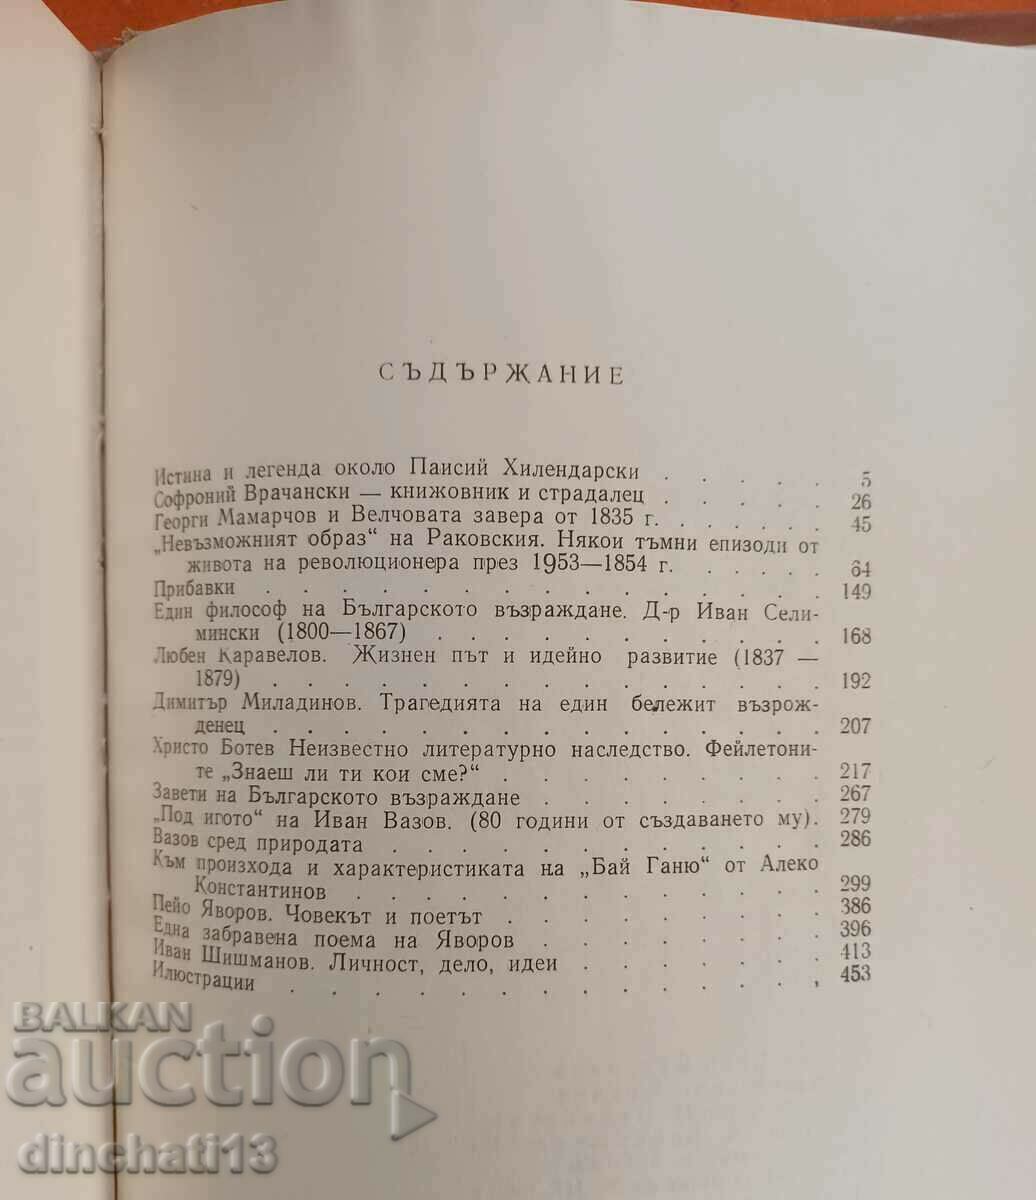 СЪДЪРЖАНИЕ
Истина и легенда около Паисий Хилендарски . . . . . 5
Софроний Врачански — книжовник и страдалец . . . . . 26
Георги Мамарчов и Велчовата завера от 1835 г. . . . . . 45
„Невъзможният образ“ на Раковския. Някои тъмни епизоди от
живота на революционера през 1953—1854 г. . . . . . 64
Прибавки . . . . . . . . . . . . . . . 149
Един философ на Българското възраждане. Д-р Иван Сели-
мински (1800—1867) . . . . . . . . . . . 168
Любен Каравелов. Жизнен път и идейно развитие (1837 —
1879) . . . . . . . . . . . . . . . 192
Димитър Миладинов. Трагедията на един бележит възрож-
денец . . . . . . . . . . . . . . . 207
Христо Ботев Неизвестно литературно наследство. Фейлетони-
те „Знаеш ли ти кои сме?“ . . . . . . . . . 217
Завети на Българското възраждане . . . . . . . . 267
„Под игото“ на Иван Вазов. (80 години от създаването му). 279
Вазов сред природата . . . . . . . . . . . . 286
Към произхода и характеристиката на „Бай Ганю“ от Алеко
Константинов . . . . . . . . . . . . . 299
Пейо Яворов. Човекът и поетът . . . . . . . . . 386
Една забравена поема на Яворов . . . . . . . . 396
Иван Шишманов. Личност, дело, идеи . . . . . . . 413
Илюстрации . . . . . . . . . . . . . . , 453
BALKAN
auction
dinchati13